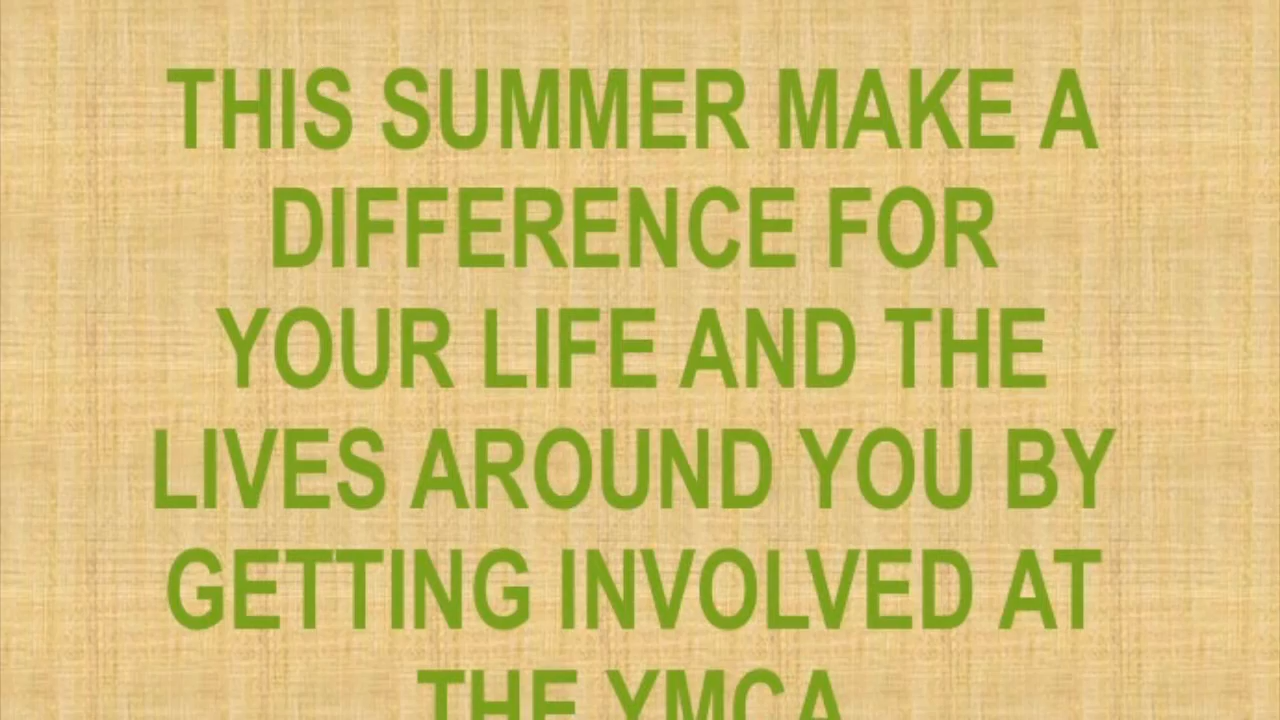 THIS SUMMER MAKE A
DIFFERENCE FOR
YOUR LIFE AND THE
LIVES AROUND YOU BY
GETTING INVOLVED AT
THE YMCA